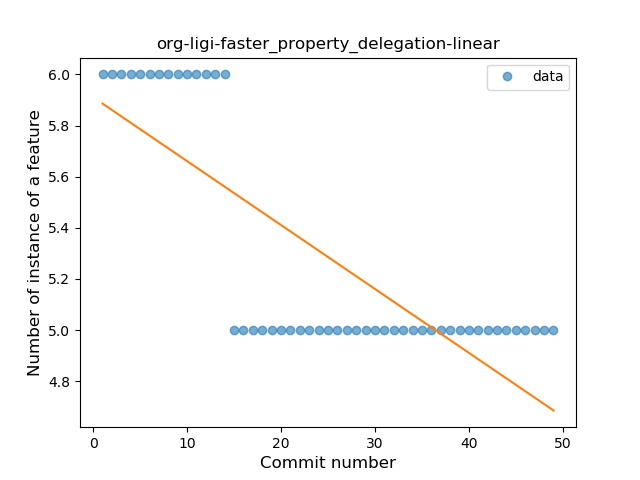 org-ligi-faster_property_delegation-linear
data
Number of instance of a feature
6.0
5.8
5.6
5.4
5.2
5.0
4.8
0 10 20 30 40 50
Commit number